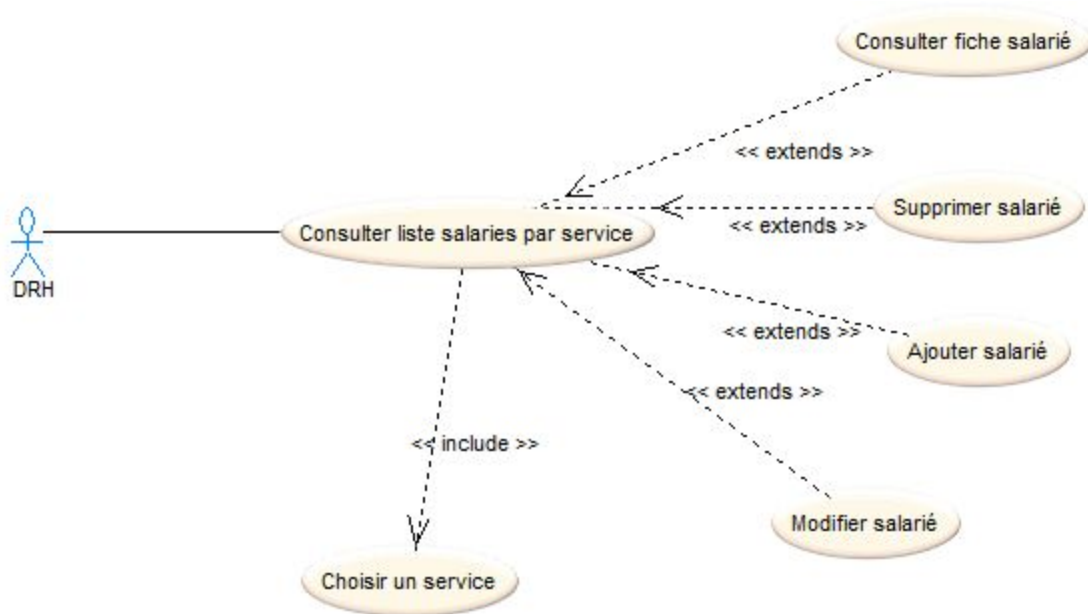 Consulter fiche salarié
<< extends >>
Supprimer salarié
<< extends >>
Consulter liste salaries par service
DRH
<< extends >>
Ajouter salarié
<< extends >>
<< include >>
Modifier salarié
Choisir un service